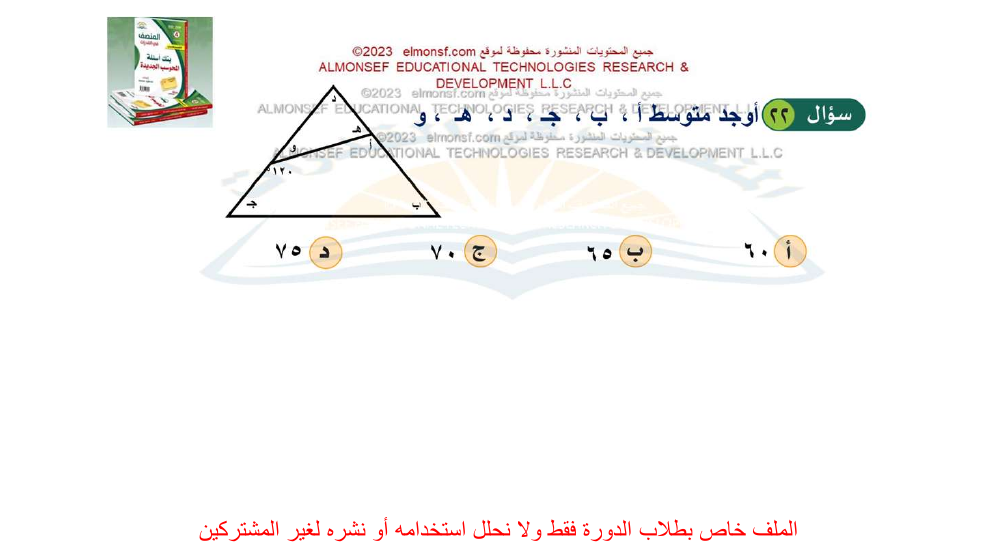 المنصف
بنك أسئلة
المحوسب الجديدة
جميع المحتويات المنشورة محفوظة لموقع elmonsf.com ©2023
ALMONSEF EDUCATIONAL TECHNOLOGIES RESEARCH &
DEVELOPMENT L.L.C
جميع المحتويات المنشورة محفوظة لموقع elmonsf.com ©2023
ALMONSEF EDUCATIONAL TECHNOLOGIES RESEARCH & DEVELOPMENT L.L.C
سؤال ٢٢ أوجد متوسط أ ، ب ، جـ ، د ، هـ ، و
جميع المحتويات المنشورة محفوظة لموقع elmonsf.com ©2023
ALMONSEF EDUCATIONAL TECHNOLOGIES RESEARCH & DEVELOPMENT L.L.C
د
هـ
أ
و
١٢٠°
جـ
ب
أ ٦٠
ب ٦٥
ج ٧٠
د ٧٥
الملف خاص بطلاب الدورة فقط ولا نحلل استخدامه أو نشره لغير المشتركين